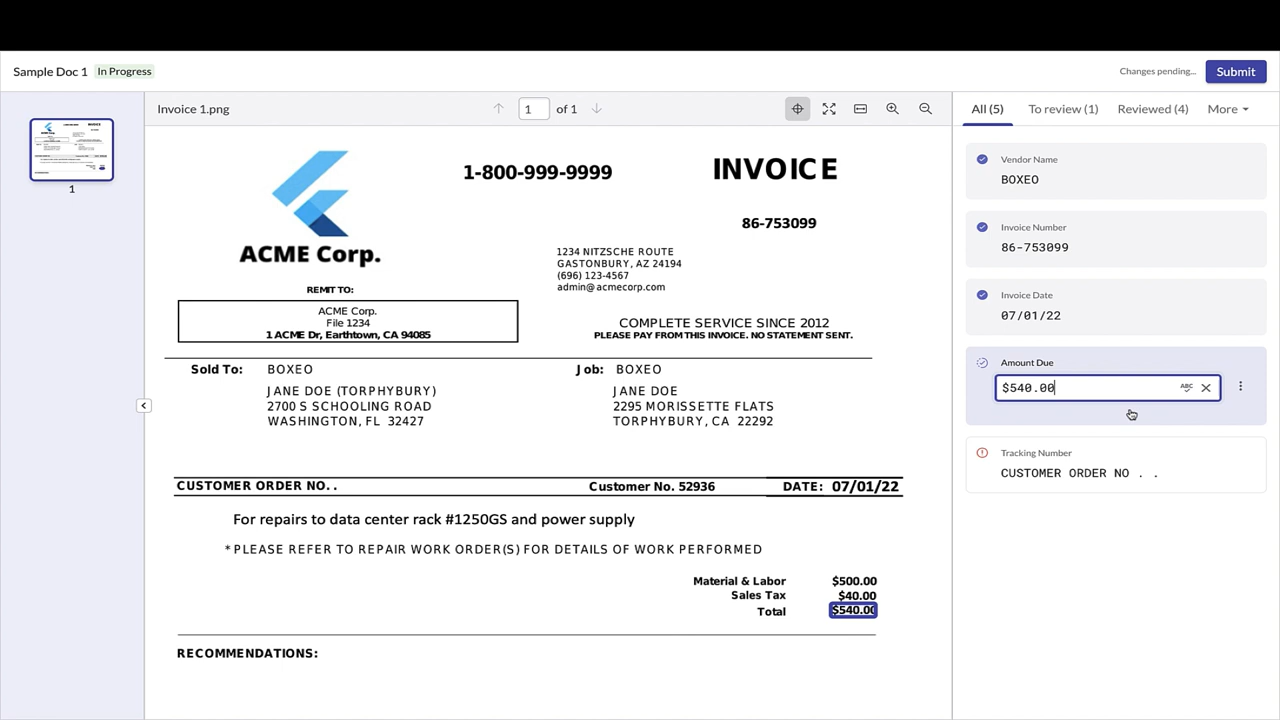 Sample Doc 1 In Progress
Changes pending... Submit
Invoice 1.png 1 of 1
All (5) To review (1) Reviewed (4) More
1
1-800-999-9999
INVOICE
86-753099
ACME Corp.
1234 NITZSCHE ROUTE
GASTONBURY, AZ 24194
(696) 123-4567
admin@acmecorp.com
REMIT TO:
ACME Corp.
File 1234
1 ACME Dr, Earthtown, CA 94085
COMPLETE SERVICE SINCE 2012
PLEASE PAY FROM THIS INVOICE. NO STATEMENT SENT.
Sold To: BOXEO
JANE DOE (TORPHYBURY)
2700 S SCHOOLING ROAD
WASHINGTON, FL 32427
Job: BOXEO
JANE DOE
2295 MORISSETTE FLATS
TORPHYBURY, CA 22292
CUSTOMER ORDER NO. . Customer No. 52936 DATE: 07/01/22
For repairs to data center rack #1250GS and power supply
*PLEASE REFER TO REPAIR WORK ORDER(S) FOR DETAILS OF WORK PERFORMED
Material & Labor $500.00
Sales Tax $40.00
Total $540.00
RECOMMENDATIONS:
Vendor Name
BOXEO
Invoice Number
86-753099
Invoice Date
07/01/22
Amount Due
$540.00 ABC
Tracking Number
CUSTOMER ORDER NO . .